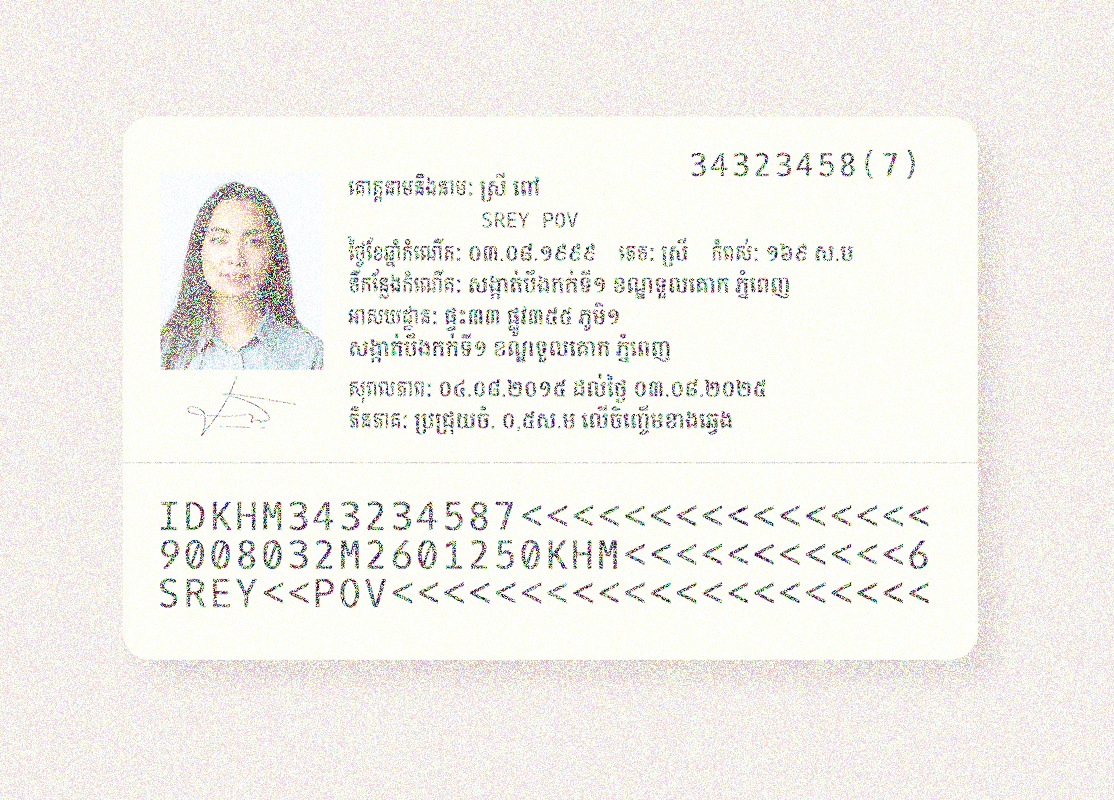 34323458(7)
គោត្តនាមនិងនាម: ស្រី ពៅ
SREY POV
ថ្ងៃខែឆ្នាំកំណើត: ០៣.០៨.១៩៩៩ ភេទ: ស្រី កំពស់: ១៦៩ ស.ម
ទីកន្លែងកំណើត: សង្កាត់បឹងកក់ទី១ ខណ្ឌទួលគោក ភ្នំពេញ
អាសយដ្ឋាន: ផ្ទះ៣៣ ផ្លូវ៣៥៥ ភូមិ១
សង្កាត់បឹងកក់ទី១ ខណ្ឌទួលគោក ភ្នំពេញ
សុពលភាព: ០៤.០៨.២០១៥ ដល់ថ្ងៃ ០៣.០៨.២០២៥
ភិនភាគ: ប្រជ្រុយចំ. ០,៥ស.ម លើចិញ្ចើមខាងឆ្វេង
IDKHM343234587<<<<<<<<<<<<<<<<
9008032M2601250KHM<<<<<<<<<<<6
SREY<<POV<<<<<<<<<<<<<<<<<<<<<